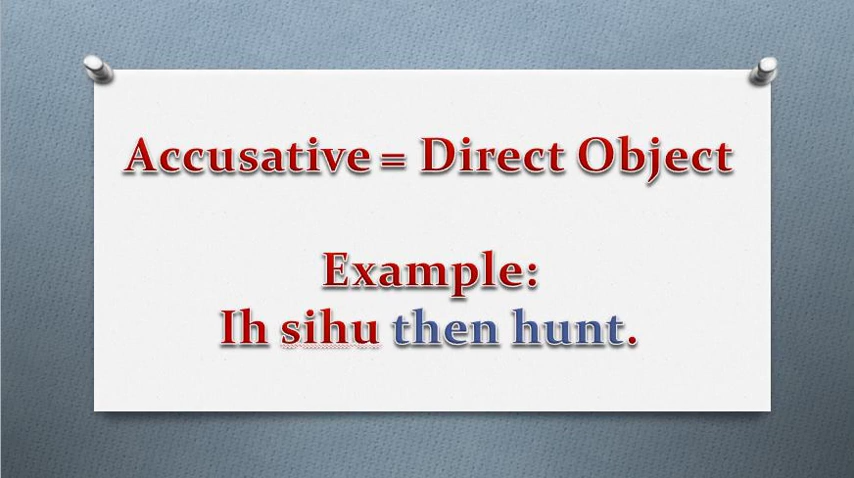 Accusative = Direct Object
Example:
Ih sihu then hunt.